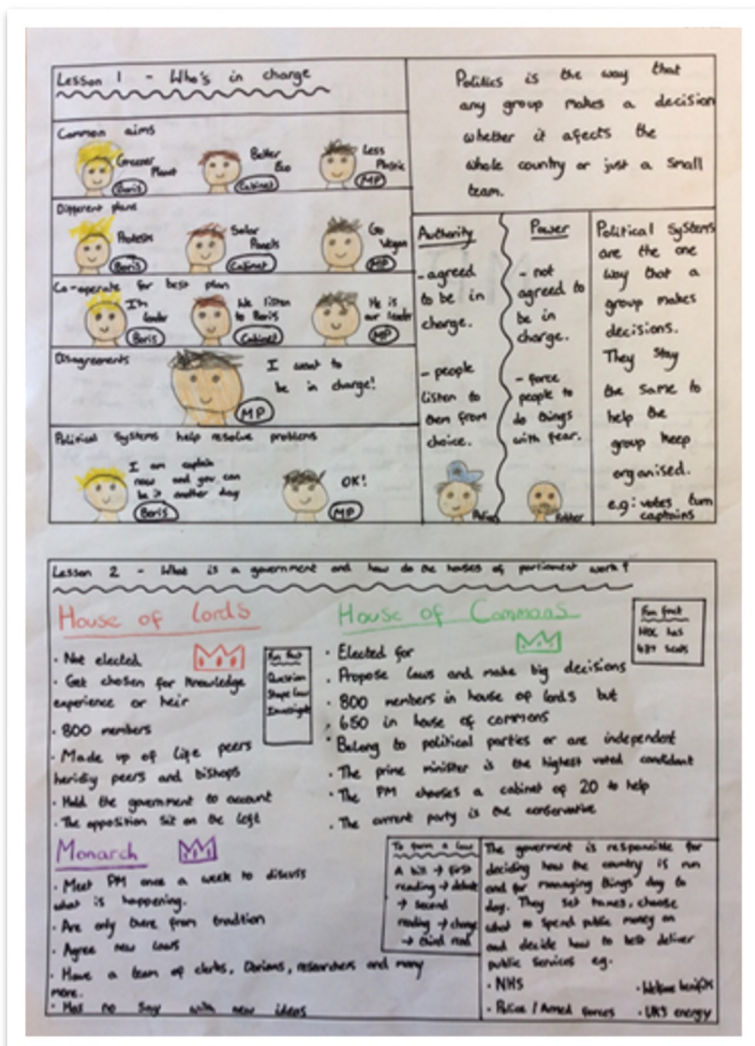 Lesson 1 - Who's in charge
Common aims
Greener
Planet
Boris
Better
Eco
Cabinet
Less
Plastic
MP
Different plans
Protests
Boris
Solar
Panels
Cabinet
Go
Vegan
MP
Co-operate for best plan
I'm
leader
Boris
We listen
to Boris
Cabinet
He is
our leader
MP
Disagreements
I want to
be in charge!
MP
Political Systems help resolve problems
I am captain
now and you can
be it another day
Boris
OK!
MP
Politics is the way that
any group makes a decision
whether it afects the
whole country or just a small
team.
Authority
- agreed
to be in
charge.
- people
listen to
them from
choice.
Police
Power
- not
agreed to
be in
charge.
- force
people to
do things
with fear.
Robber
Political Systems
are the one
way that a
group makes
decisions.
They stay
the same to
help the
group keep
organised.
e.g: votes turn
captains
Lesson 2 - What is a government and how do the houses of parliment work?
House of Lords
• Not elected
• Get chosen for knowledge
experience or heir
• 800 members
• Made up of life peers
heridiy peers and bishops
• Hold the government to account
• The opposition sit on the left
Fun fact
Question
Shape law
Investigate
House of Commons
• Elected for
• Propose laws and make big decisions
• 800 members in house of lords but
• 650 in house of commons
• Belong to political parties or are independent
• The prime minister is the highest voted candidate
• The PM chooses a cabinet of 20 to help
• The current party is the conservative
Fun fact
HOC has
seats
Monarch
• Meet PM once a week to discuss
what is happening.
• Are only there from tradition
• Agree new laws
• Have a team of clerks, researchers and many
more.
• Has no say with new ideas
To form a law
A bill → first
reading → debate
→ second
reading → change
→ third read
The goverment is responsible for
deciding how the country is run
and for managing things day to
day. They set taxes, choose
what to spend public money on
and decide how to best deliver
public services eg.
• NHS
• Welfare benifits
• Police / Armed forces
• UKS energy